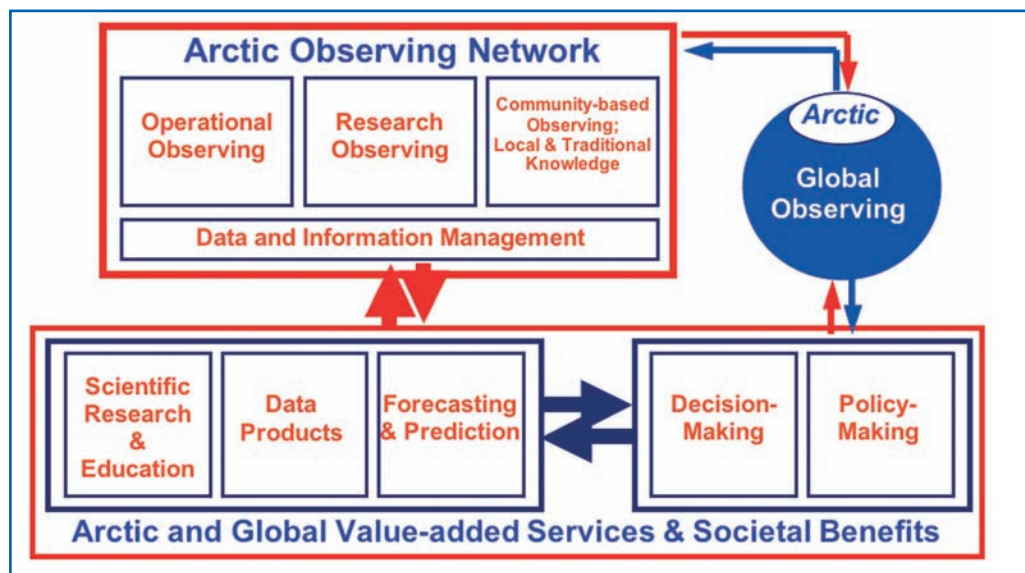 Arctic Observing Network
Operational
Observing
Research
Observing
Community-based
Observing;
Local & Traditional
Knowledge
Data and Information Management
Arctic
Global
Observing
Scientific
Research
&
Education
Data
Products
Forecasting
& Prediction
Decision-
Making
Policy-
Making
Arctic and Global Value-added Services & Societal Benefits